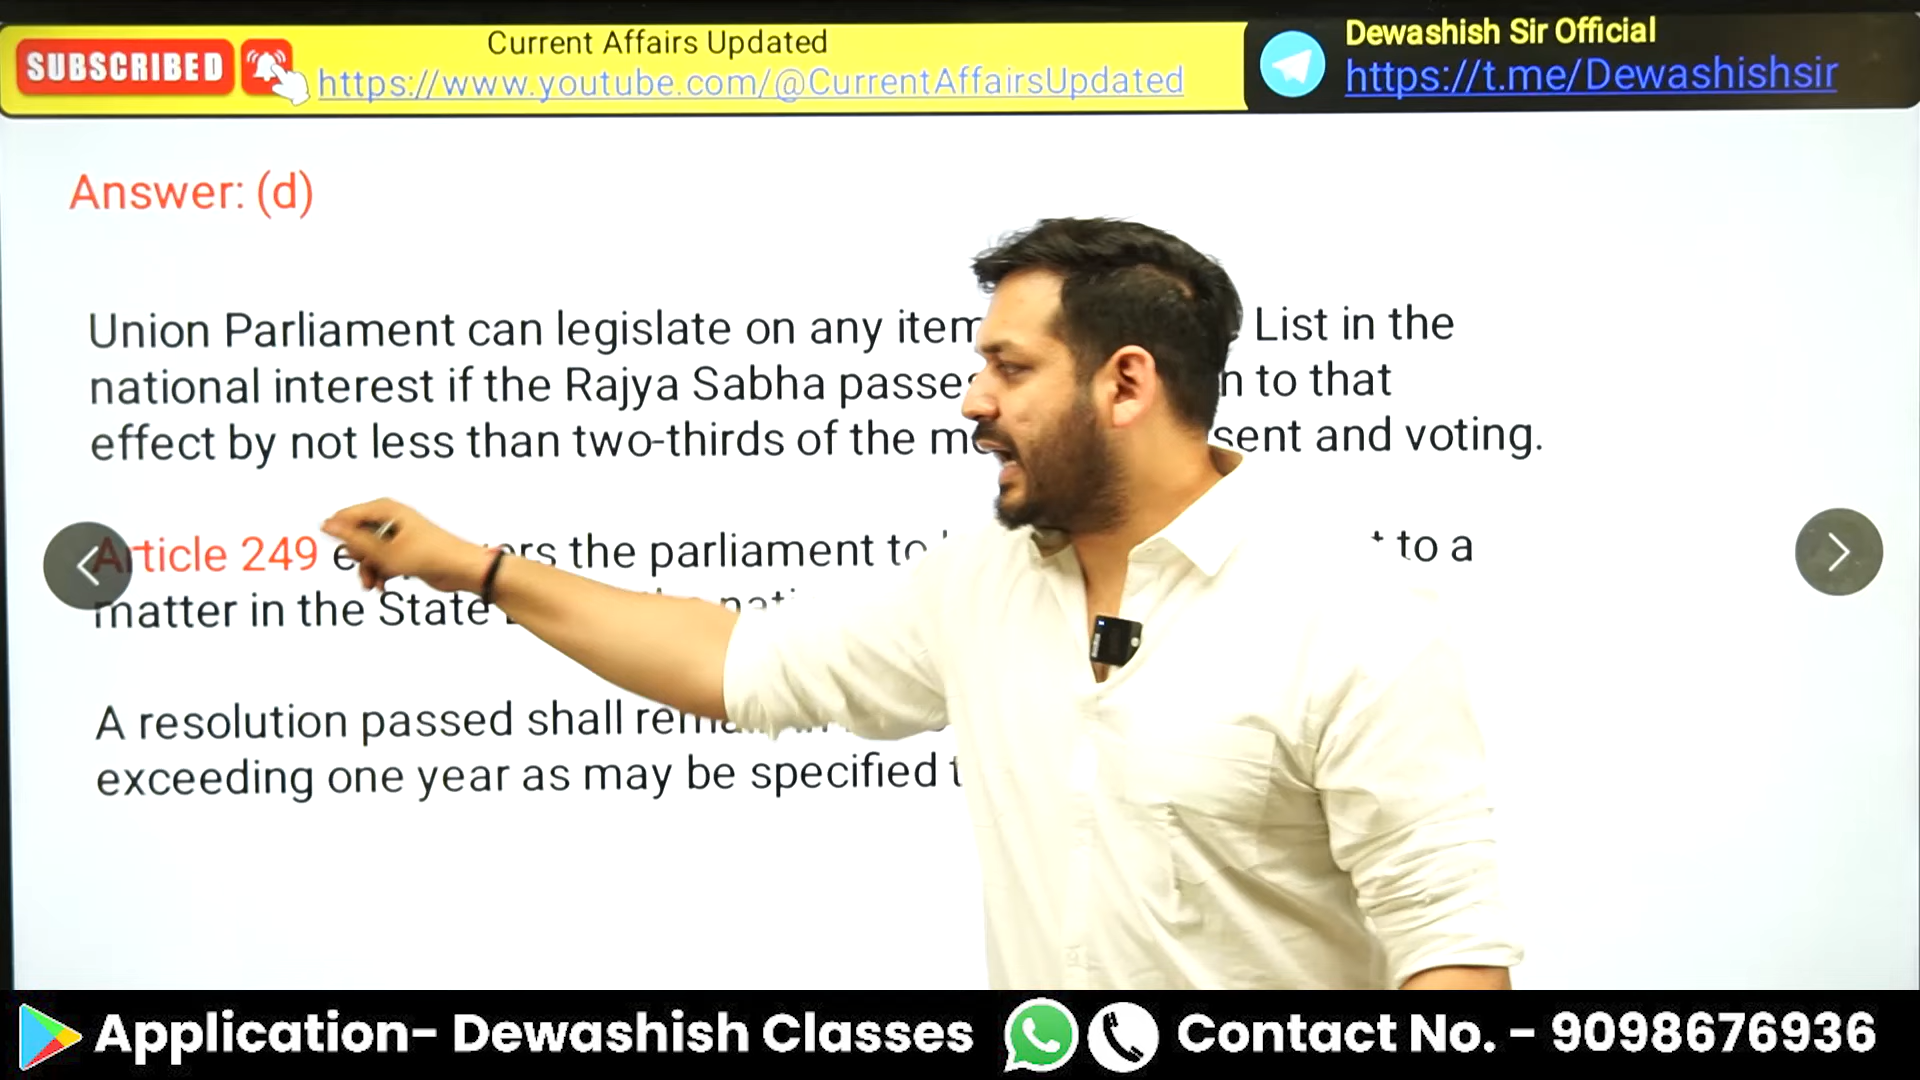 SUBSCRIBED
Current Affairs Updated
https://www.youtube.com/@CurrentAffairsUpdated
Dewashish Sir Official
https://t.me/Dewashishsir
Answer: (d)
Union Parliament can legislate on any item List in the
national interest if the Rajya Sabha passes to that
effect by not less than two-thirds of the and voting.
Article 249 the parliament to to a
matter in the State
A resolution passed shall
exceeding one year as may be specified
Application- Dewashish Classes
Contact No. - 9098676936